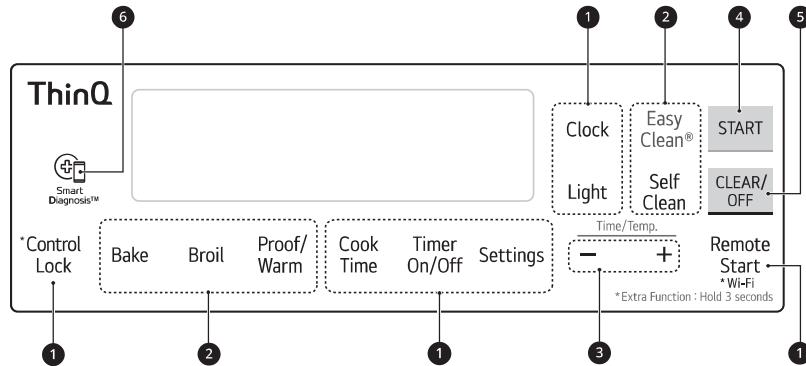 6
1
2
4
5
ThinQ
Clock
Easy
Clean®
START
Smart
Diagnosis™
Light
Self
Clean
CLEAR/
OFF
Time/Temp.
*Control
Lock
Bake
Broil
Proof/
Warm
Cook
Time
Timer
On/Off
Settings
− +
Remote
Start
*Wi-Fi
*Extra Function : Hold 3 seconds
1
2
1
3
1